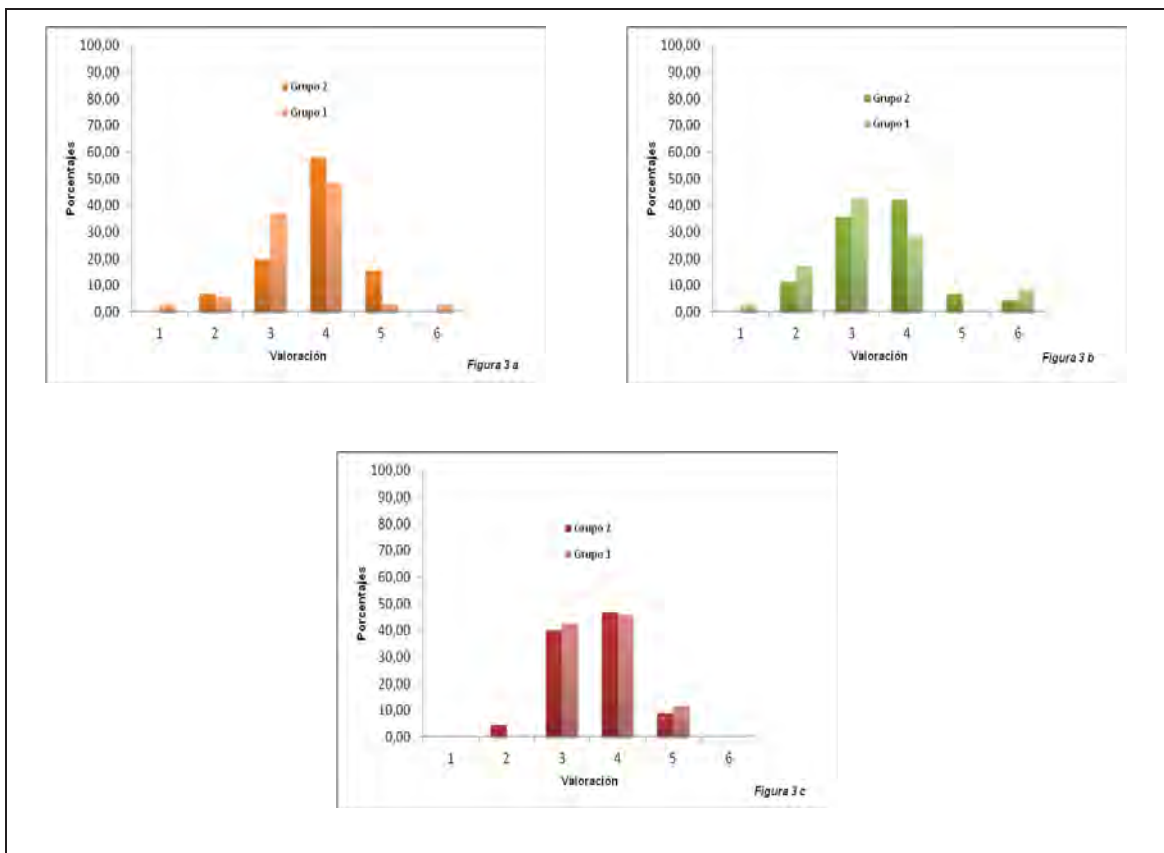 100,00
90,00
80,00
70,00
60,00
50,00
40,00
30,00
20,00
10,00
0,00
Porcentajes
Grupo 2
Grupo 1
1 2 3 4 5 6
Valoración
Figura 3 a
100,00
90,00
80,00
70,00
60,00
50,00
40,00
30,00
20,00
10,00
0,00
Porcentajes
Grupo 2
Grupo 1
1 2 3 4 5 6
Valoración
Figura 3 b
100,00
90,00
80,00
70,00
60,00
50,00
40,00
30,00
20,00
10,00
0,00
Porcentajes
Grupo 2
Grupo 1
1 2 3 4 5 6
Valoración
Figura 3 c